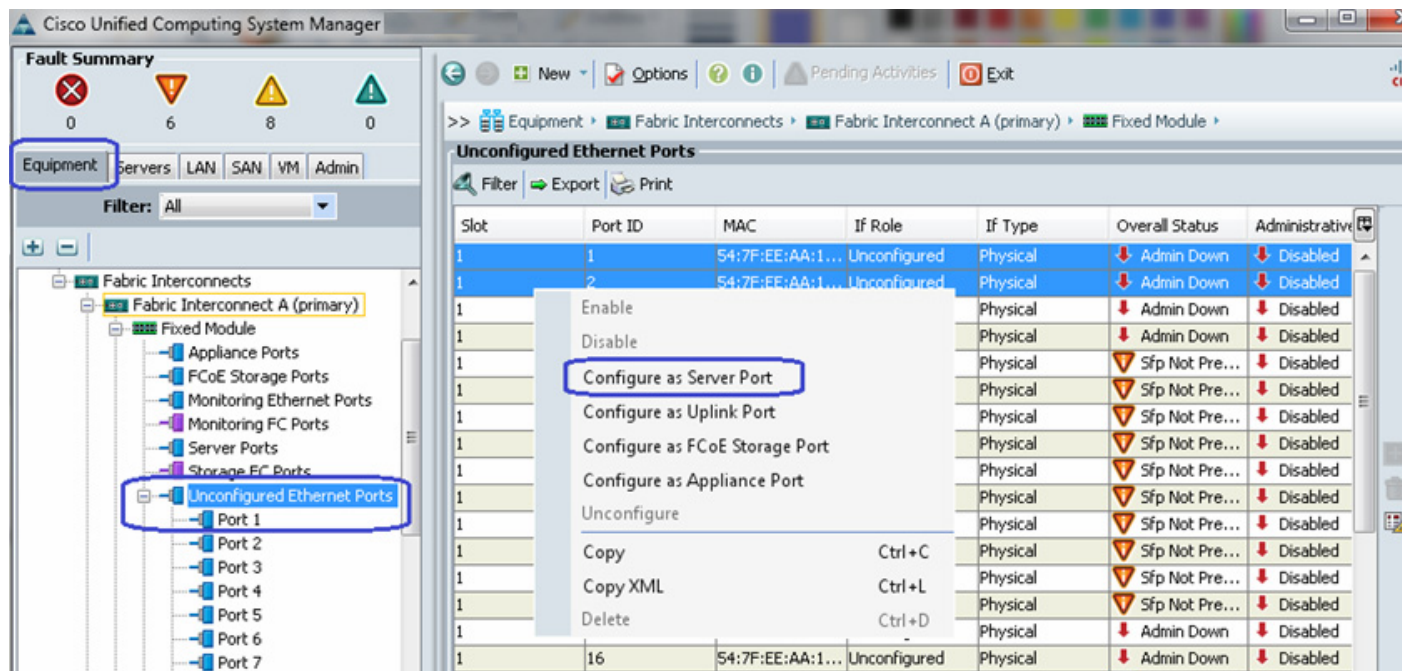 Cisco Unified Computing System Manager
Fault Summary
0 6 8 0
Equipment Servers LAN SAN VM Admin
Filter: All
Fabric Interconnects
Fabric Interconnect A (primary)
Fixed Module
Appliance Ports
FCoE Storage Ports
Monitoring Ethernet Ports
Monitoring FC Ports
Server Ports
Storage FC Ports
Unconfigured Ethernet Ports
Port 1
Port 2
Port 3
Port 4
Port 5
Port 6
Port 7
New Options Pending Activities Exit
>> Equipment Fabric Interconnects Fabric Interconnect A (primary) Fixed Module
Unconfigured Ethernet Ports
Filter Export Print
Slot Port ID MAC If Role If Type Overall Status Administrative
1 1 54:7F:EE:AA:1... Unconfigured Physical Admin Down Disabled
1 2 54:7F:EE:AA:1... Unconfigured Physical Admin Down Disabled
1 Physical Admin Down Disabled
1 Physical Admin Down Disabled
1 Physical Sfp Not Pre... Disabled
1 Physical Sfp Not Pre... Disabled
1 Physical Sfp Not Pre... Disabled
1 Physical Sfp Not Pre... Disabled
1 Physical Sfp Not Pre... Disabled
1 Physical Sfp Not Pre... Disabled
1 Physical Sfp Not Pre... Disabled
1 Physical Sfp Not Pre... Disabled
1 Physical Sfp Not Pre... Disabled
1 Physical Sfp Not Pre... Disabled
1 Physical Admin Down Disabled
1 16 54:7F:EE:AA:1... Unconfigured Physical Admin Down Disabled
Enable
Disable
Configure as Server Port
Configure as Uplink Port
Configure as FCoE Storage Port
Configure as Appliance Port
Unconfigure
Copy Ctrl+C
Copy XML Ctrl+L
Delete Ctrl+D